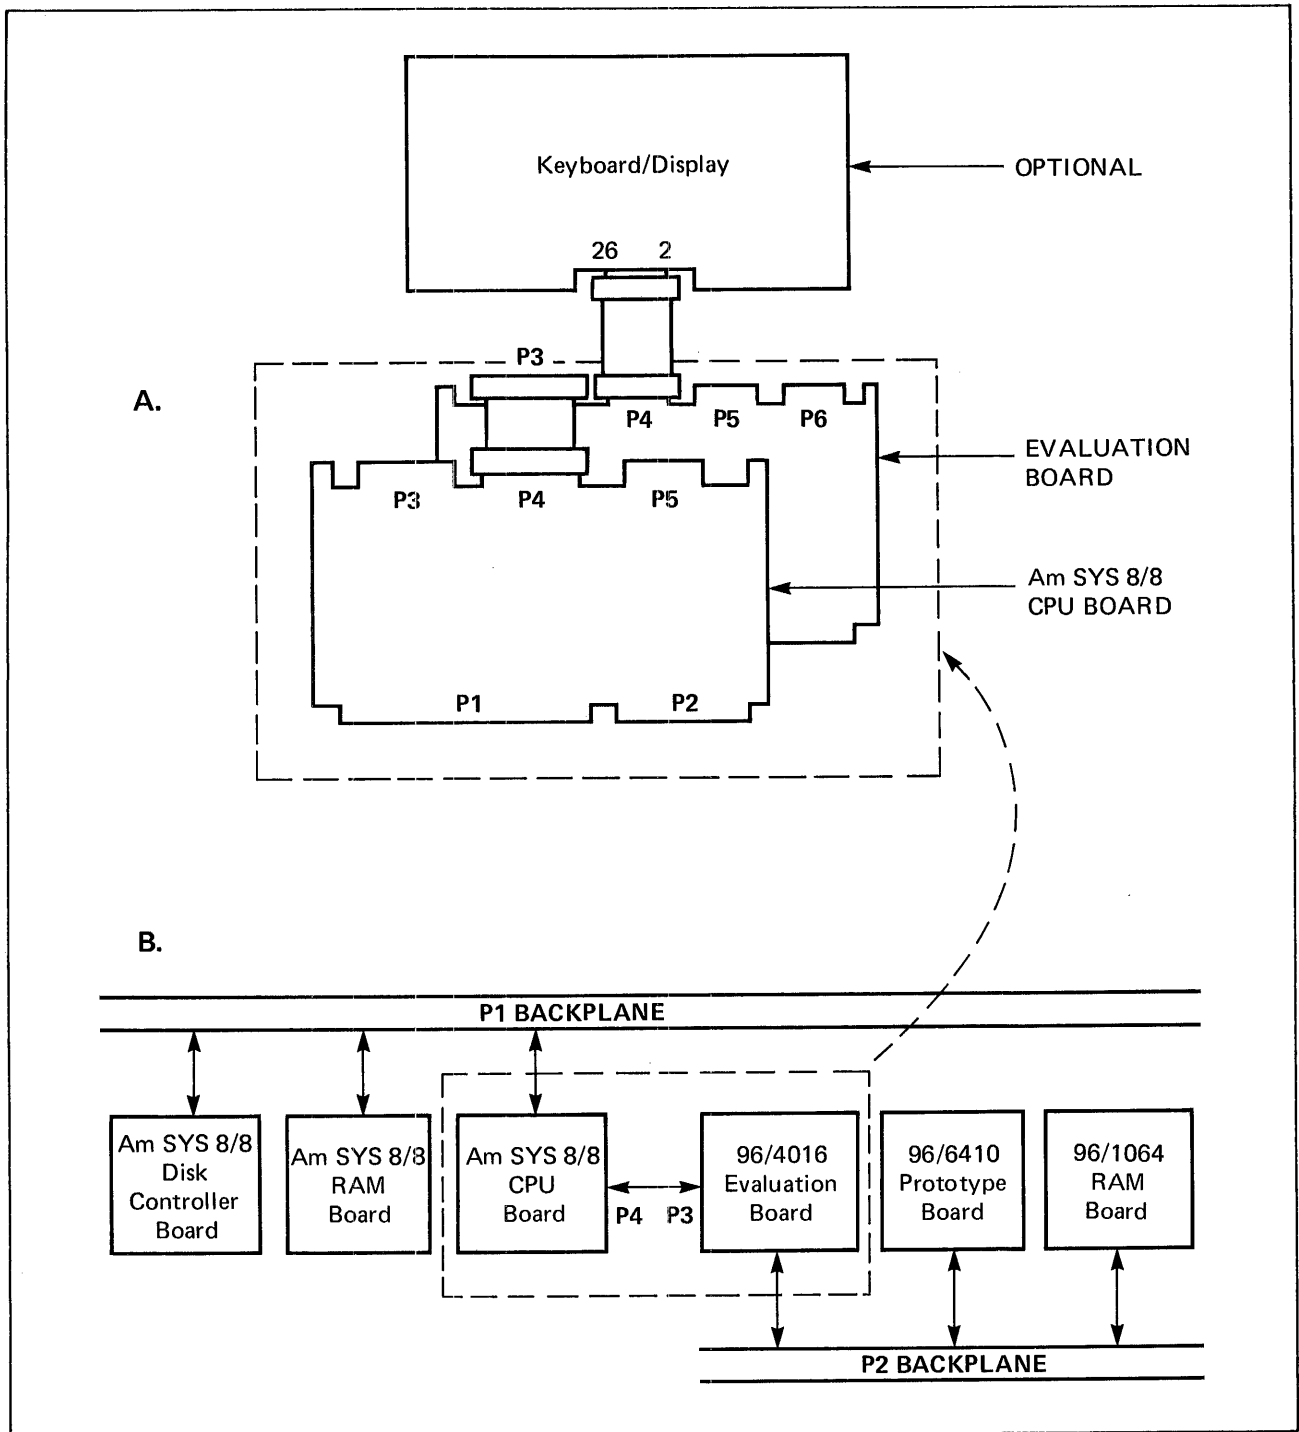 Keyboard/Display
OPTIONAL
26 2
P3
A.
P4 P5 P6
EVALUATION
BOARD
P3 P4 P5
Am SYS 8/8
CPU BOARD
P1 P2
B.
P1 BACKPLANE
Am SYS 8/8
Disk
Controller
Board
Am SYS 8/8
RAM
Board
Am SYS 8/8
CPU
Board
P4 P3
96/4016
Evaluation
Board
96/6410
Prototype
Board
96/1064
RAM
Board
P2 BACKPLANE